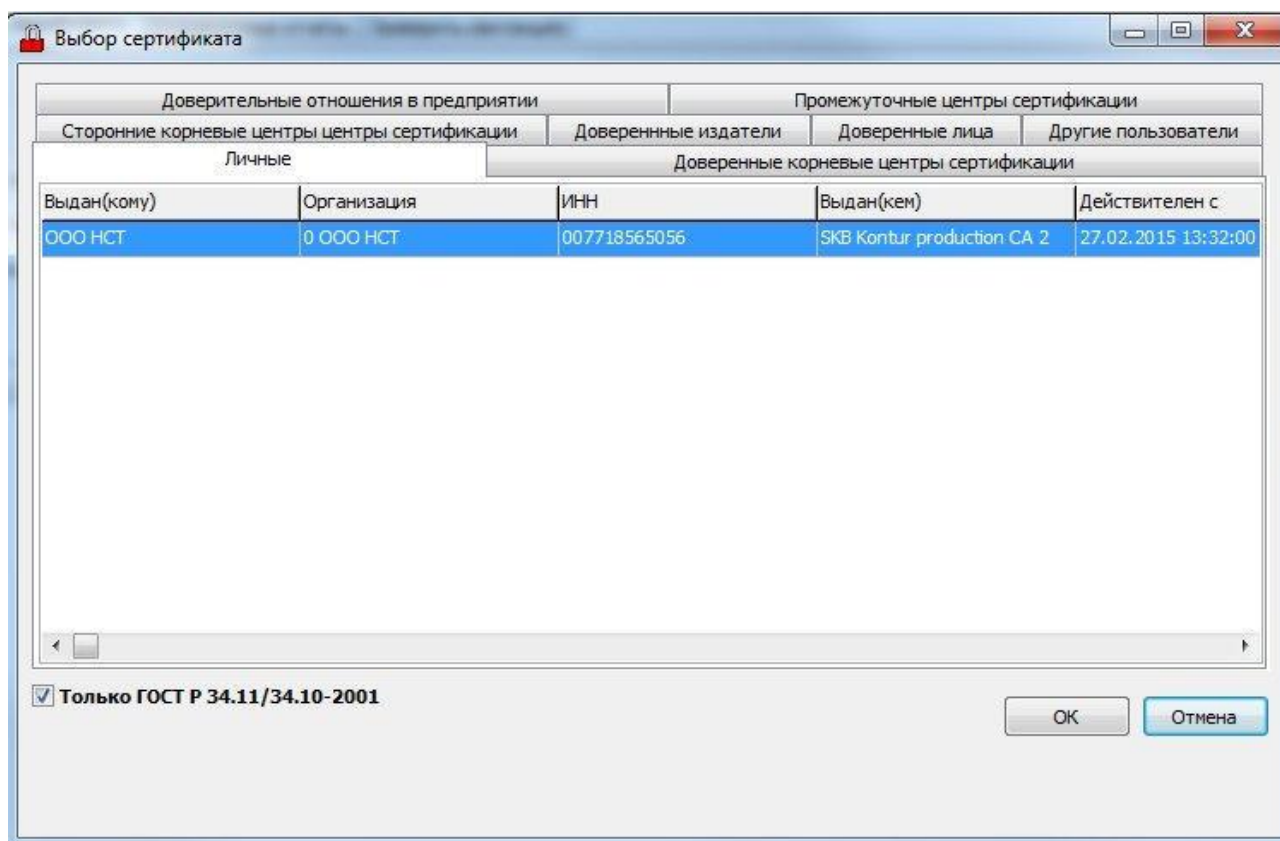 Выбор сертификата
Доверительные отношения в предприятии Промежуточные центры сертификации
Сторонние корневые центры центры сертификации Доверенннные издатели Доверенные лица Другие пользователи
Личные Доверенные корневые центры сертификации
Выдан(кому) Организация ИНН Выдан(кем) Действителен с
ООО НСТ 0 ООО НСТ 007718565056 SKB Kontur production CA 2 27.02.2015 13:32:00
Только ГОСТ Р 34.11/34.10-2001
ОК Отмена